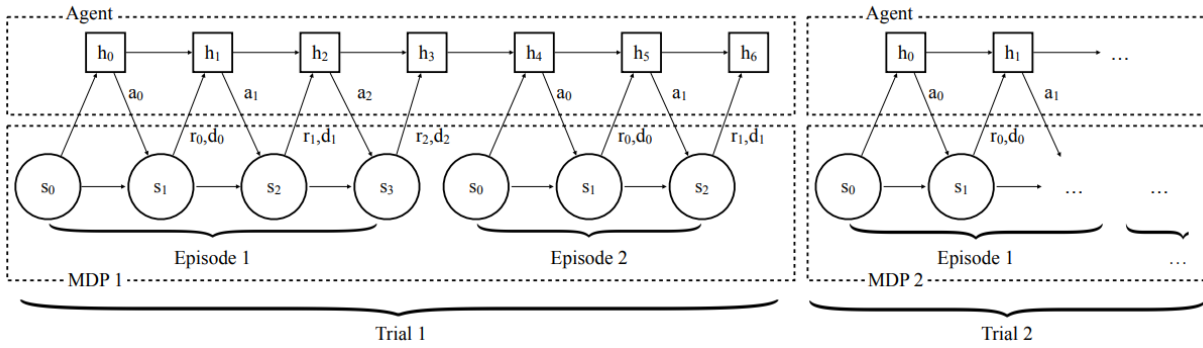 Agent Agent
h0 h1 h2 h3 h4 h5 h6 h0 h1 ...
a0 a1 a2 a0 a1 a0 a1 ...
r0,d0 r1,d1 r2,d2 r0,d0 r1,d1 r0,d0
s0 s1 s2 s3 s0 s1 s2 s0 s1 ... ...
Episode 1 Episode 2 Episode 1 ...
MDP 1 MDP 2
Trial 1 Trial 2